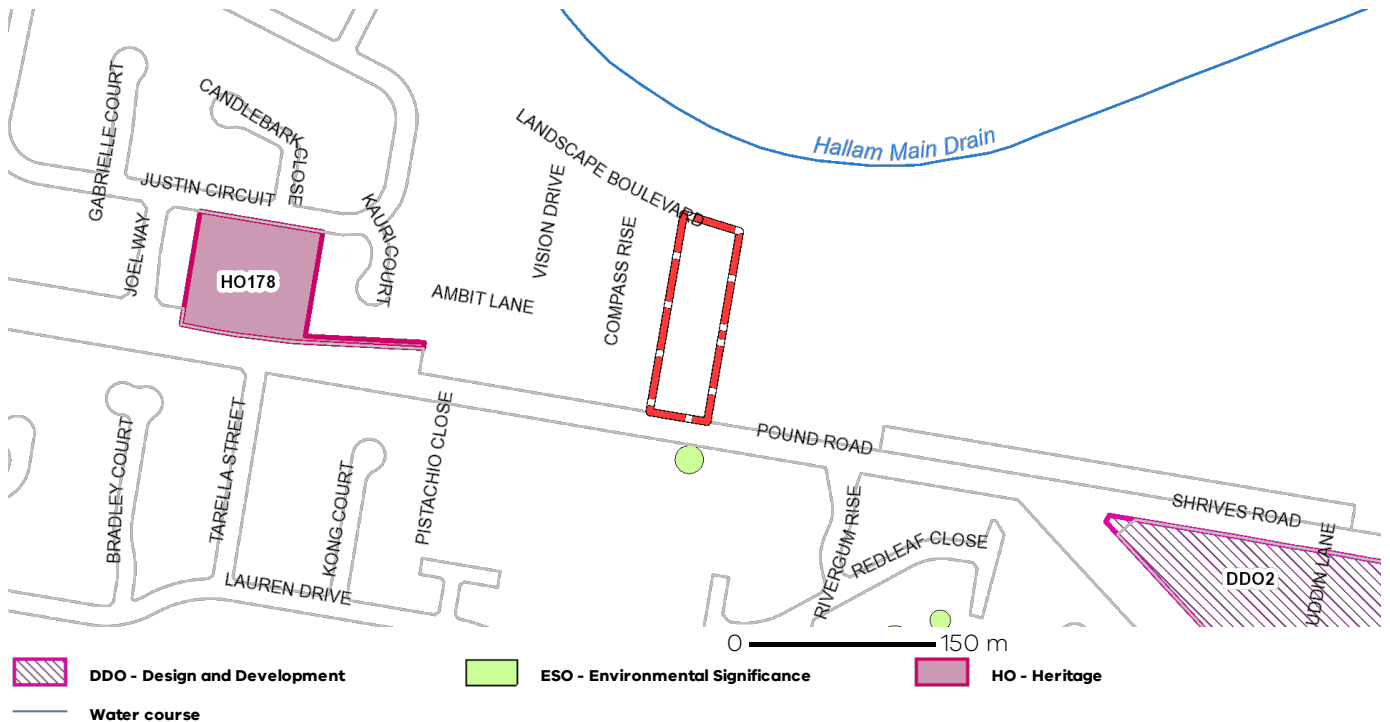 GABRIELLE COURT
CANDLEBARK CLOSE
JUSTIN CIRCUIT
JOEL WAY
KAURI COURT
HO178
LANDSCAPE BOULEVARD
VISION DRIVE
COMPASS RISE
AMBIT LANE
Hallam Main Drain
POUND ROAD
SHRIVES ROAD
BRADLEY COURT
TARELLA STREET
KONG COURT
PISTACHIO CLOSE
LAUREN DRIVE
RIVERGUM RISE
REDLEAF CLOSE
DDO2
UDDIN LANE
0 150 m
DDO - Design and Development
ESO - Environmental Significance
HO - Heritage
Water course